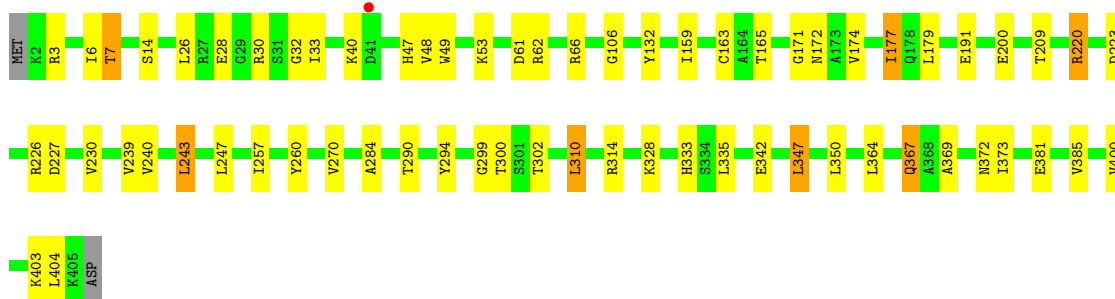 MET K2 R3 I6 T7 S14 L26 R27 E28 G29 R30 S31 G32 I33 K40 D41 H47 V48 W49 K53 D61 R62 R66 G106 Y132 I159 C163 A164 T165 G171 N172 A173 V174 I177 Q178 L179 E191 E200 T209 R220
R226 D227 V230 V239 V240 L243 L247 I257 Y260 V270 A284 T290 Y294 G299 T300 S301 T302 L310 R314 K328 H333 S334 L335 E342 L347 L350 L364 Q367 A368 A369 N372 I373 E381 V385
K403 L404 K405 ASP